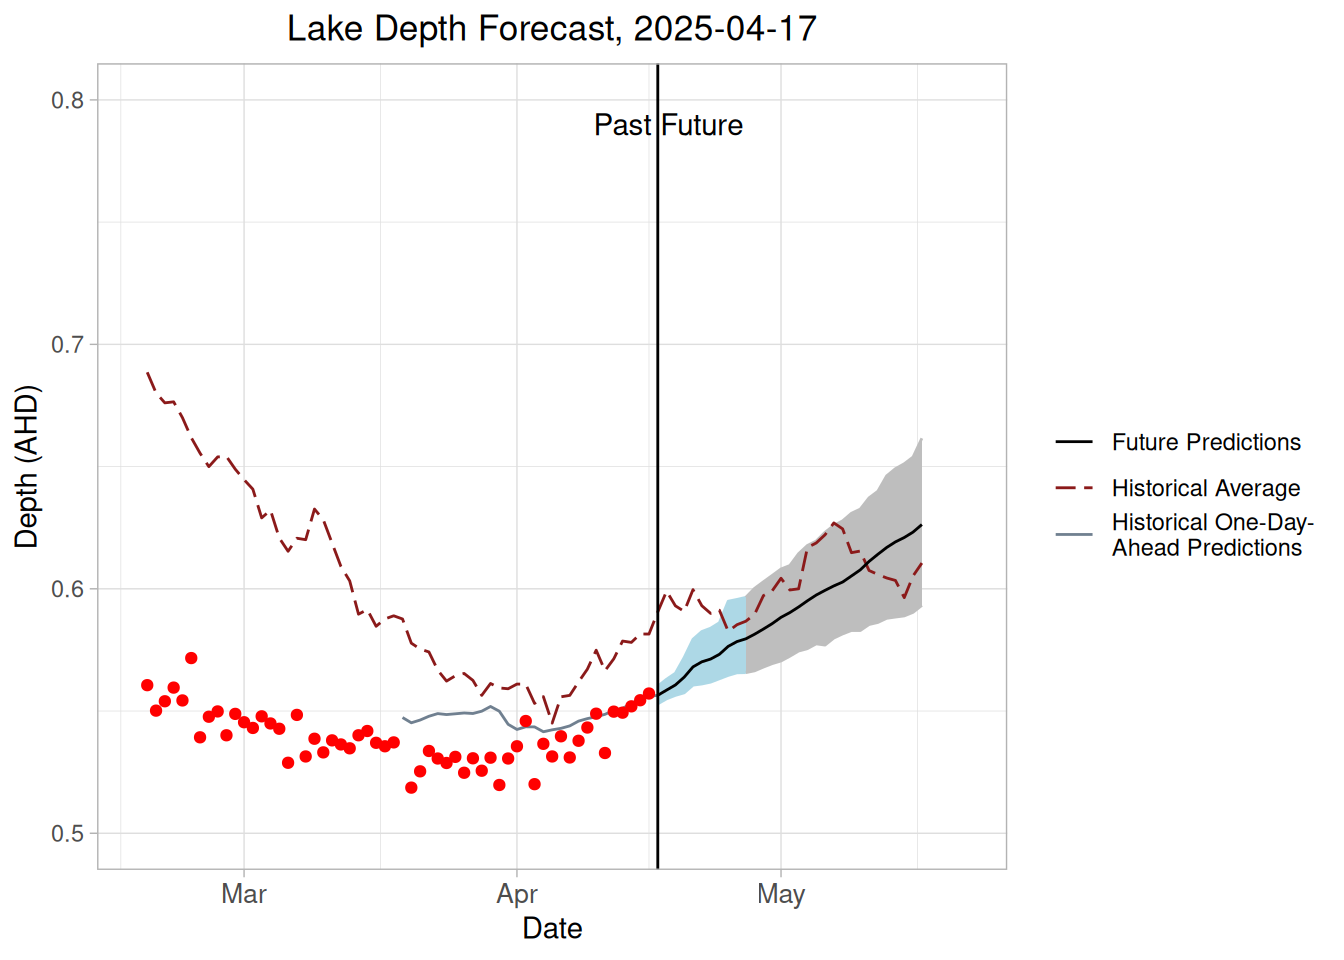 Lake Depth Forecast, 2025-04-17
Depth (AHD)
0.8
0.7
0.6
0.5
Past Future
Mar Apr May
Date
Future Predictions
Historical Average
Historical One-Day-
Ahead Predictions